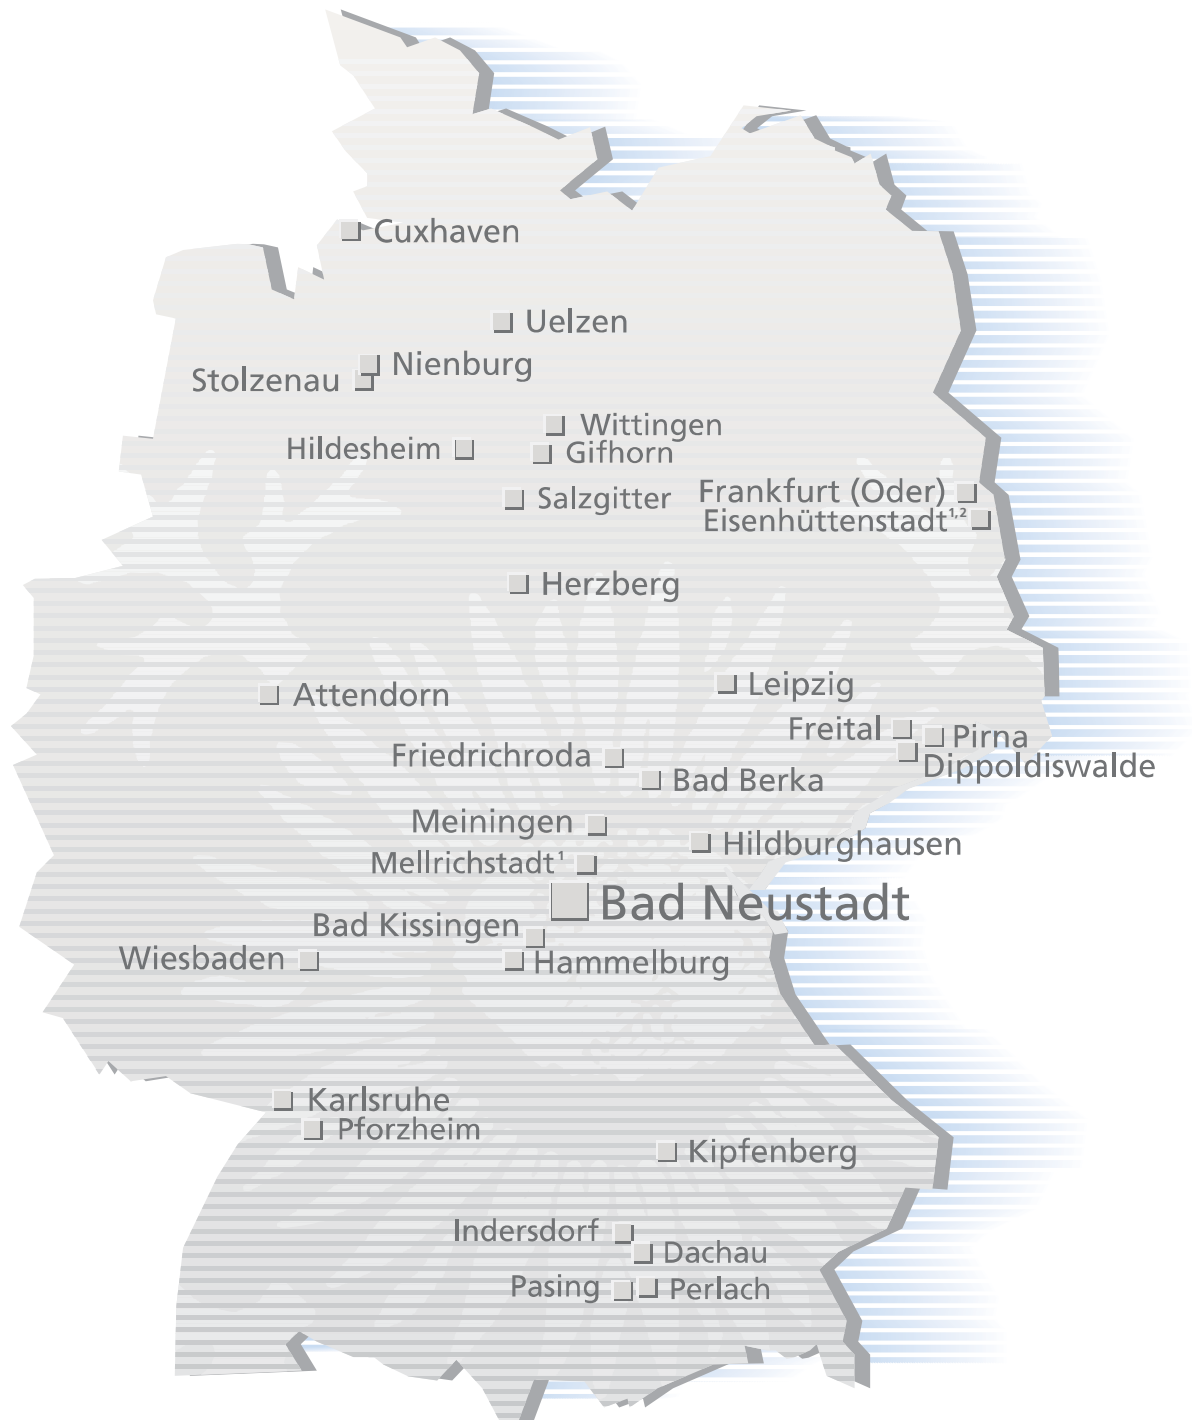 Cuxhaven
Uelzen
Nienburg
Stolzenau
Wittingen
Hildesheim
Gifhorn
Frankfurt (Oder)
Salzgitter
Eisenhüttenstadt¹,²
Herzberg
Leipzig
Attendorn
Freital
Pirna
Friedrichroda
Dippoldiswalde
Bad Berka
Meiningen
Hildburghausen
Mellrichstadt¹
Bad Neustadt
Bad Kissingen
Wiesbaden
Hammelburg
Karlsruhe
Pforzheim
Kipfenberg
Indersdorf
Dachau
Pasing
Perlach